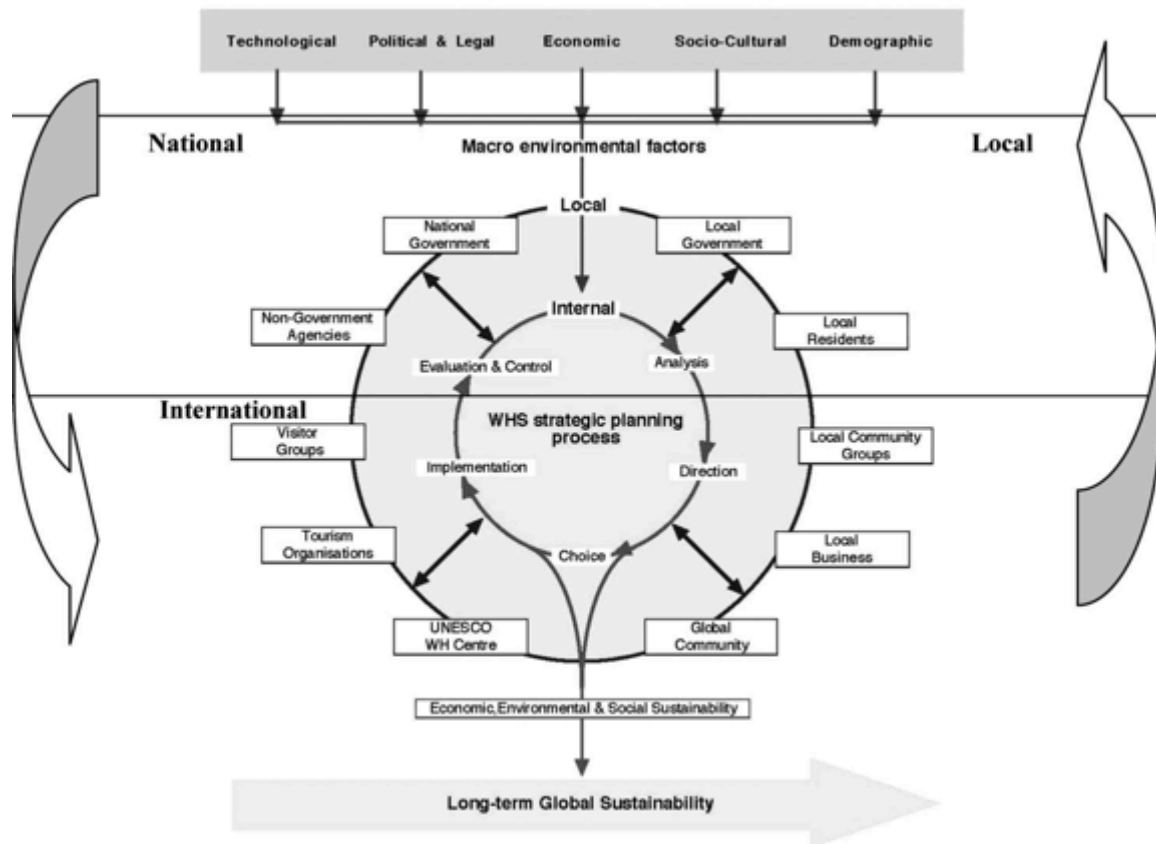 Technological Political & Legal Economic Socio-Cultural Demographic
National
Macro environmental factors
Local
Local
National
Government
Local
Government
Internal
Non-Government
Agencies
Local
Residents
Evaluation & Control
Analysis
International
WHS strategic planning
process
Visitor
Groups
Local Community
Groups
Implementation
Direction
Tourism
Organisations
Choice
Local
Business
UNESCO
WH Centre
Global
Community
Economic,Environmental & Social Sustainability
Long-term Global Sustainability